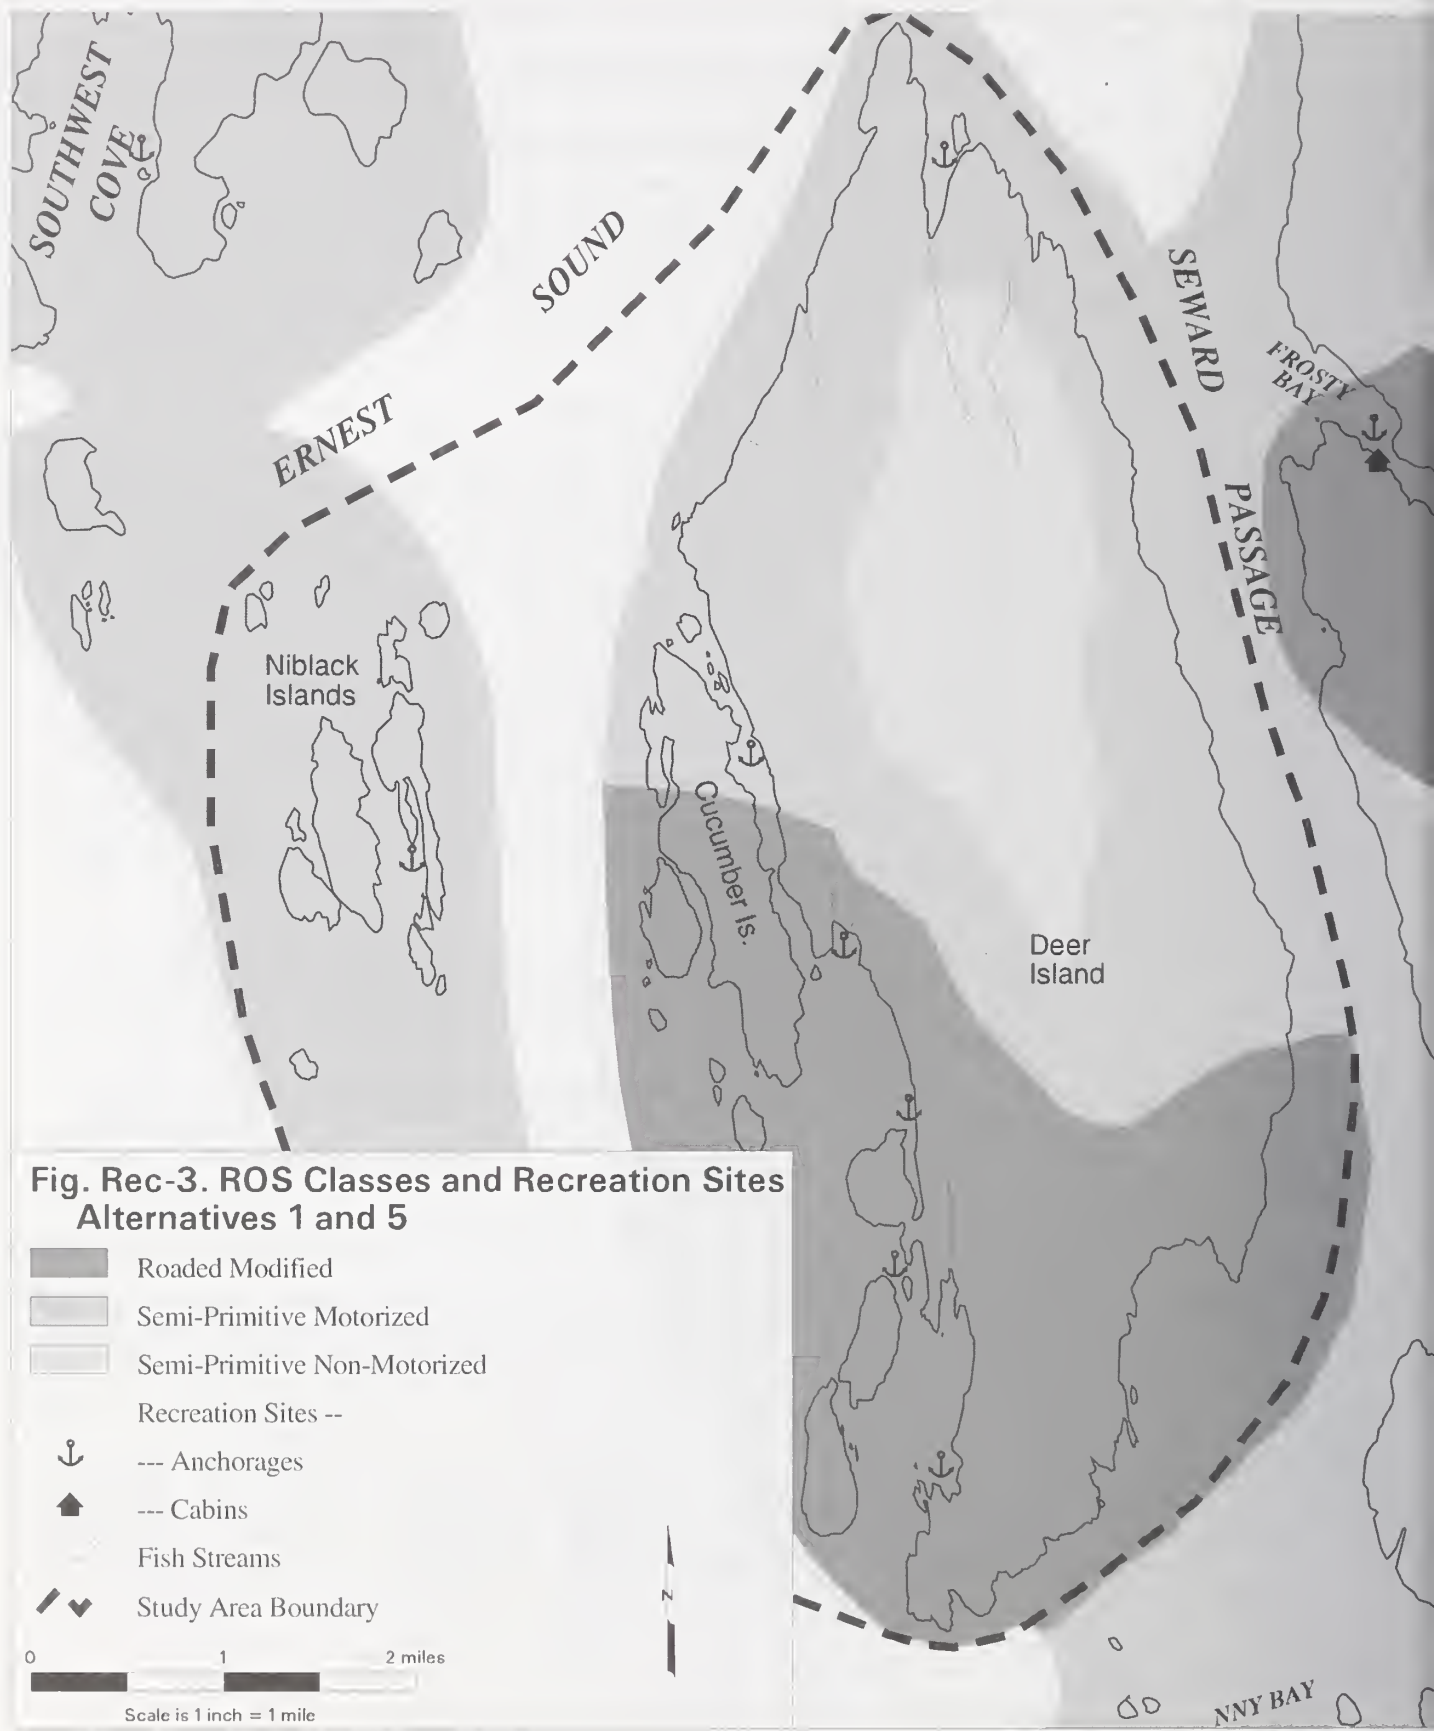 SOUTHWEST
COVE
SOUND
ERNEST
SEWARD
PASSAGE
FROSTY
BAY
Niblack
Islands
Cucumber Is.
Deer
Island
Fig. Rec-3. ROS Classes and Recreation Sites
Alternatives 1 and 5
Roaded Modified
Semi-Primitive Motorized
Semi-Primitive Non-Motorized
Recreation Sites --
--- Anchorages
--- Cabins
Fish Streams
Study Area Boundary
N
0 1 2 miles
Scale is 1 inch = 1 mile
NNY BAY